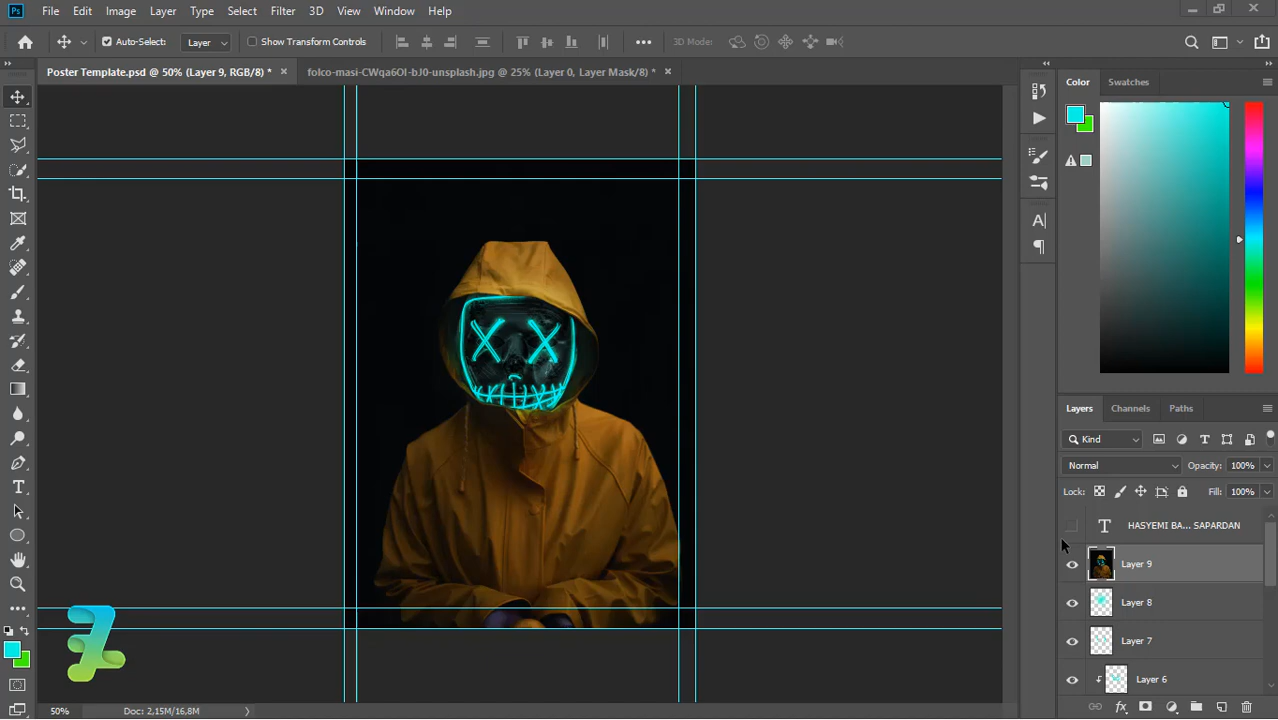 Ps File Edit Image Layer Type Select Filter 3D View Window Help
Auto-Select: Layer Show Transform Controls 3D Mode:
Poster Template.psd @ 50% (Layer 9, RGB/8) * folco-masi-CWqa6OI-bJ0-unsplash.jpg @ 25% (Layer 0, Layer Mask/8) *
Color Swatches
Layers Channels Paths
Kind
Normal Opacity: 100%
Lock: Fill: 100%
HASYEMI BA... SAPARDAN
Layer 9
Layer 8
Layer 7
Layer 6
50% Doc: 2,15M/16,8M